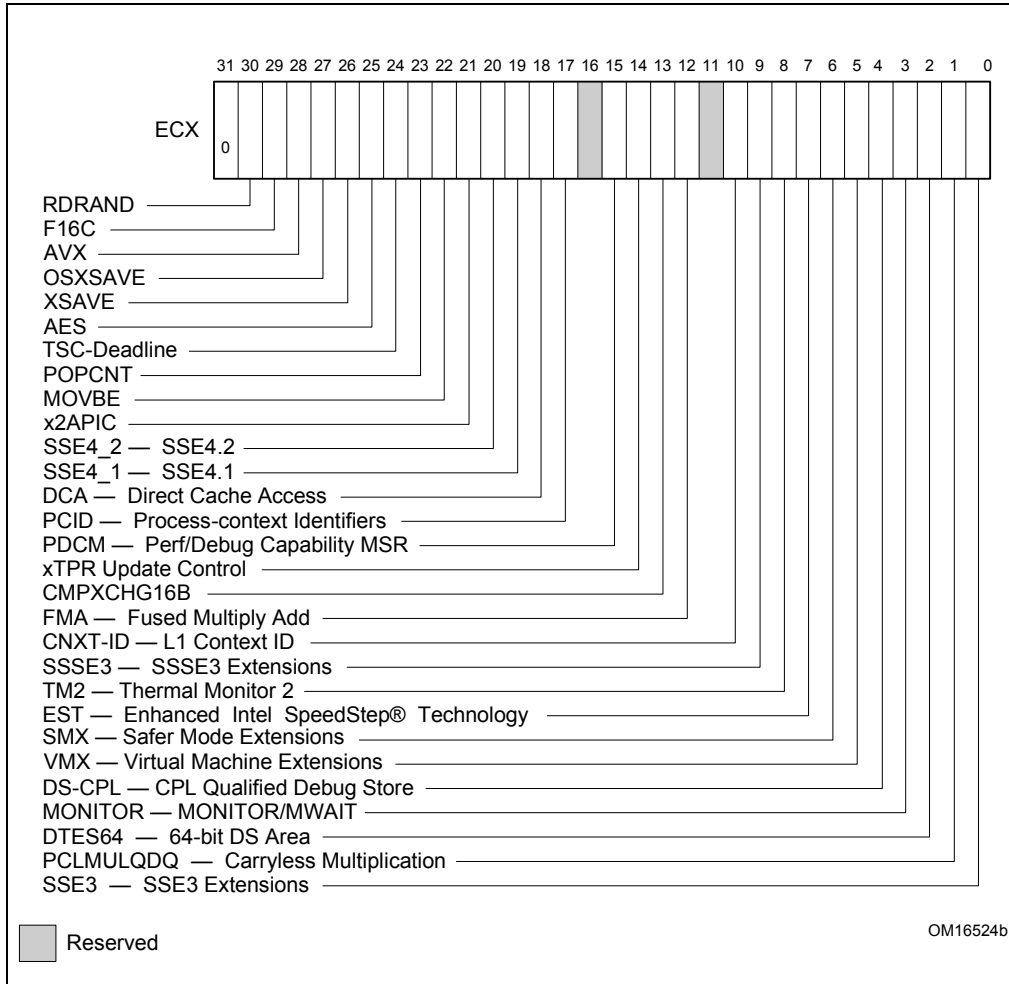 31 30 29 28 27 26 25 24 23 22 21 20 19 18 17 16 15 14 13 12 11 10 9 8 7 6 5 4 3 2 1 0
ECX
0
RDRAND
F16C
AVX
OSXSAVE
XSAVE
AES
TSC-Deadline
POPCNT
MOVBE
x2APIC
SSE4_2 — SSE4.2
SSE4_1 — SSE4.1
DCA — Direct Cache Access
PCID — Process-context Identifiers
PDCM — Perf/Debug Capability MSR
xTPR Update Control
CMPXCHG16B
FMA — Fused Multiply Add
CNXT-ID — L1 Context ID
SSSE3 — SSSE3 Extensions
TM2 — Thermal Monitor 2
EST — Enhanced Intel SpeedStep® Technology
SMX — Safer Mode Extensions
VMX — Virtual Machine Extensions
DS-CPL — CPL Qualified Debug Store
MONITOR — MONITOR/MWAIT
DTES64 — 64-bit DS Area
PCLMULQDQ — Carryless Multiplication
SSE3 — SSE3 Extensions
Reserved
OM16524b